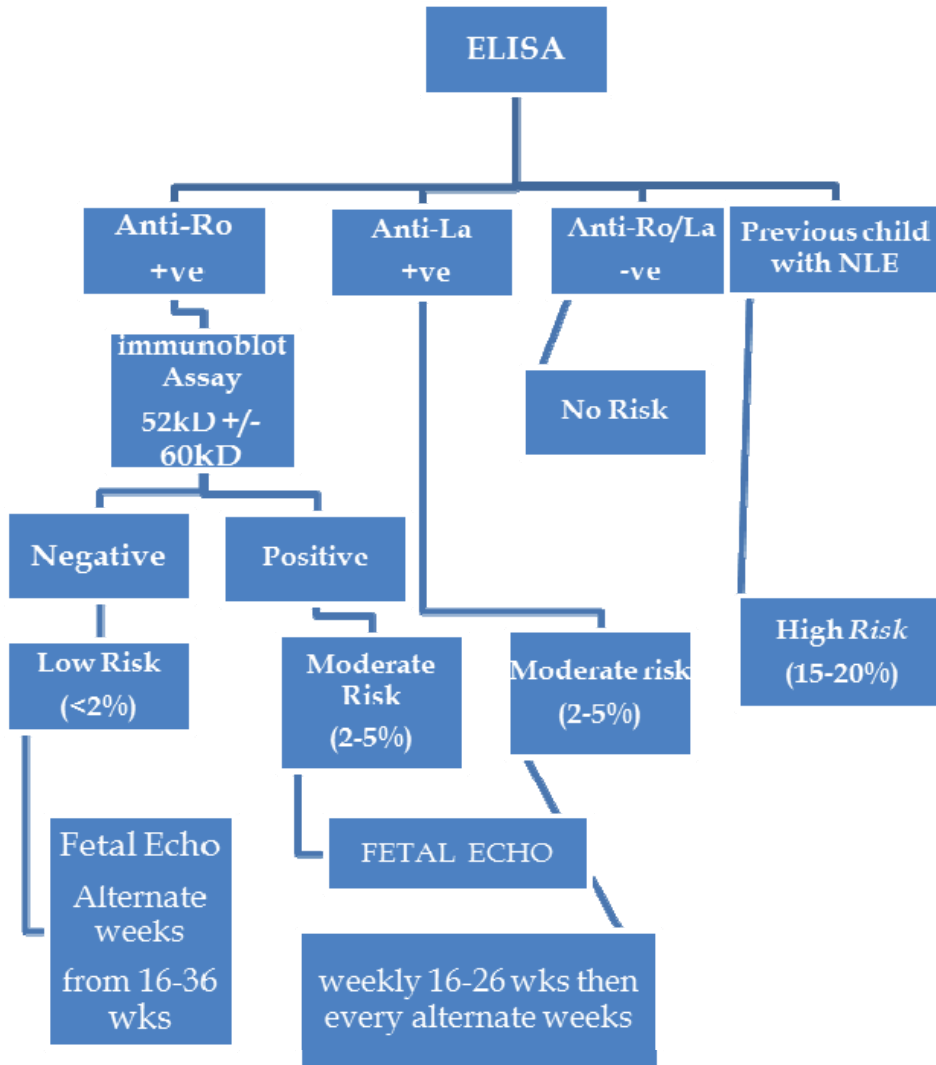 ELISA
Anti-Ro
+ve
Anti-La
+ve
Anti-Ro/La
-ve
Previous child
with NLE
immunoblot
Assay
52kD +/-
60kD
No Risk
Negative
Positive
Low Risk
(<2%)
Moderate
Risk
(2-5%)
Moderate risk
(2-5%)
High Risk
(15-20%)
Fetal Echo
Alternate
weeks
from 16-36
wks
FETAL ECHO
weekly 16-26 wks then
every alternate weeks